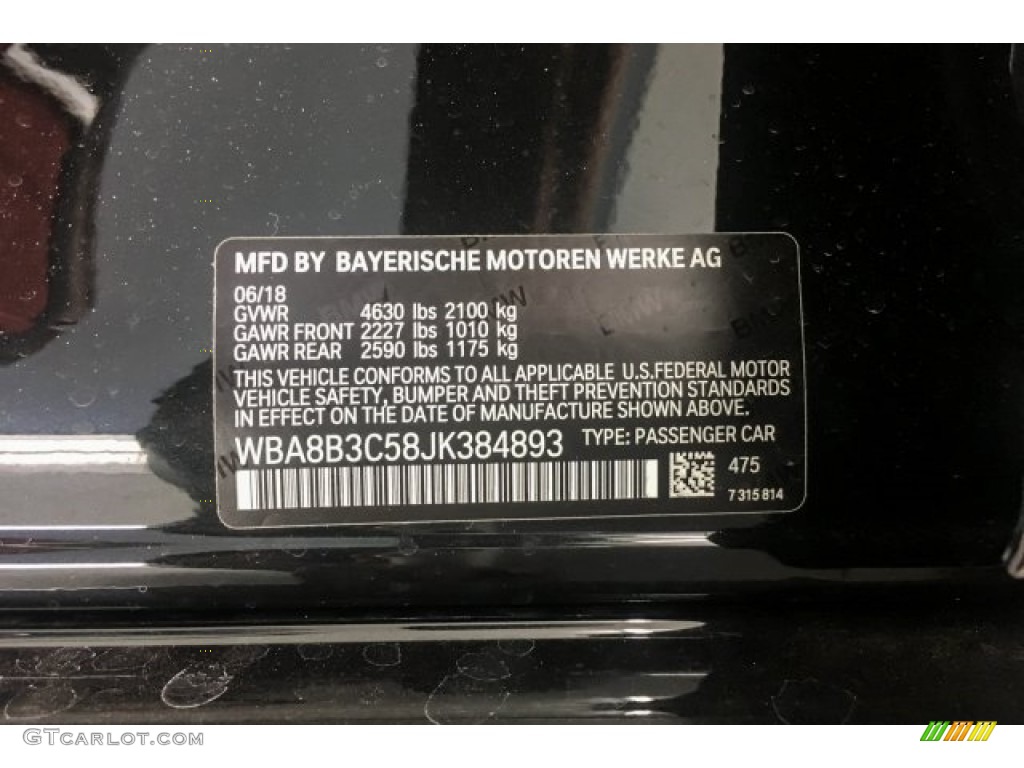 MFD BY BAYERISCHE MOTOREN WERKE AG
06/18
GVWR 4630 lbs 2100 kg
GAWR FRONT 2227 lbs 1010 kg
GAWR REAR 2590 lbs 1175 kg
THIS VEHICLE CONFORMS TO ALL APPLICABLE U.S.FEDERAL MOTOR
VEHICLE SAFETY, BUMPER AND THEFT PREVENTION STANDARDS
IN EFFECT ON THE DATE OF MANUFACTURE SHOWN ABOVE.
WBA8B3C58JK384893 TYPE: PASSENGER CAR
475
7 315 814
GTCarLot.com